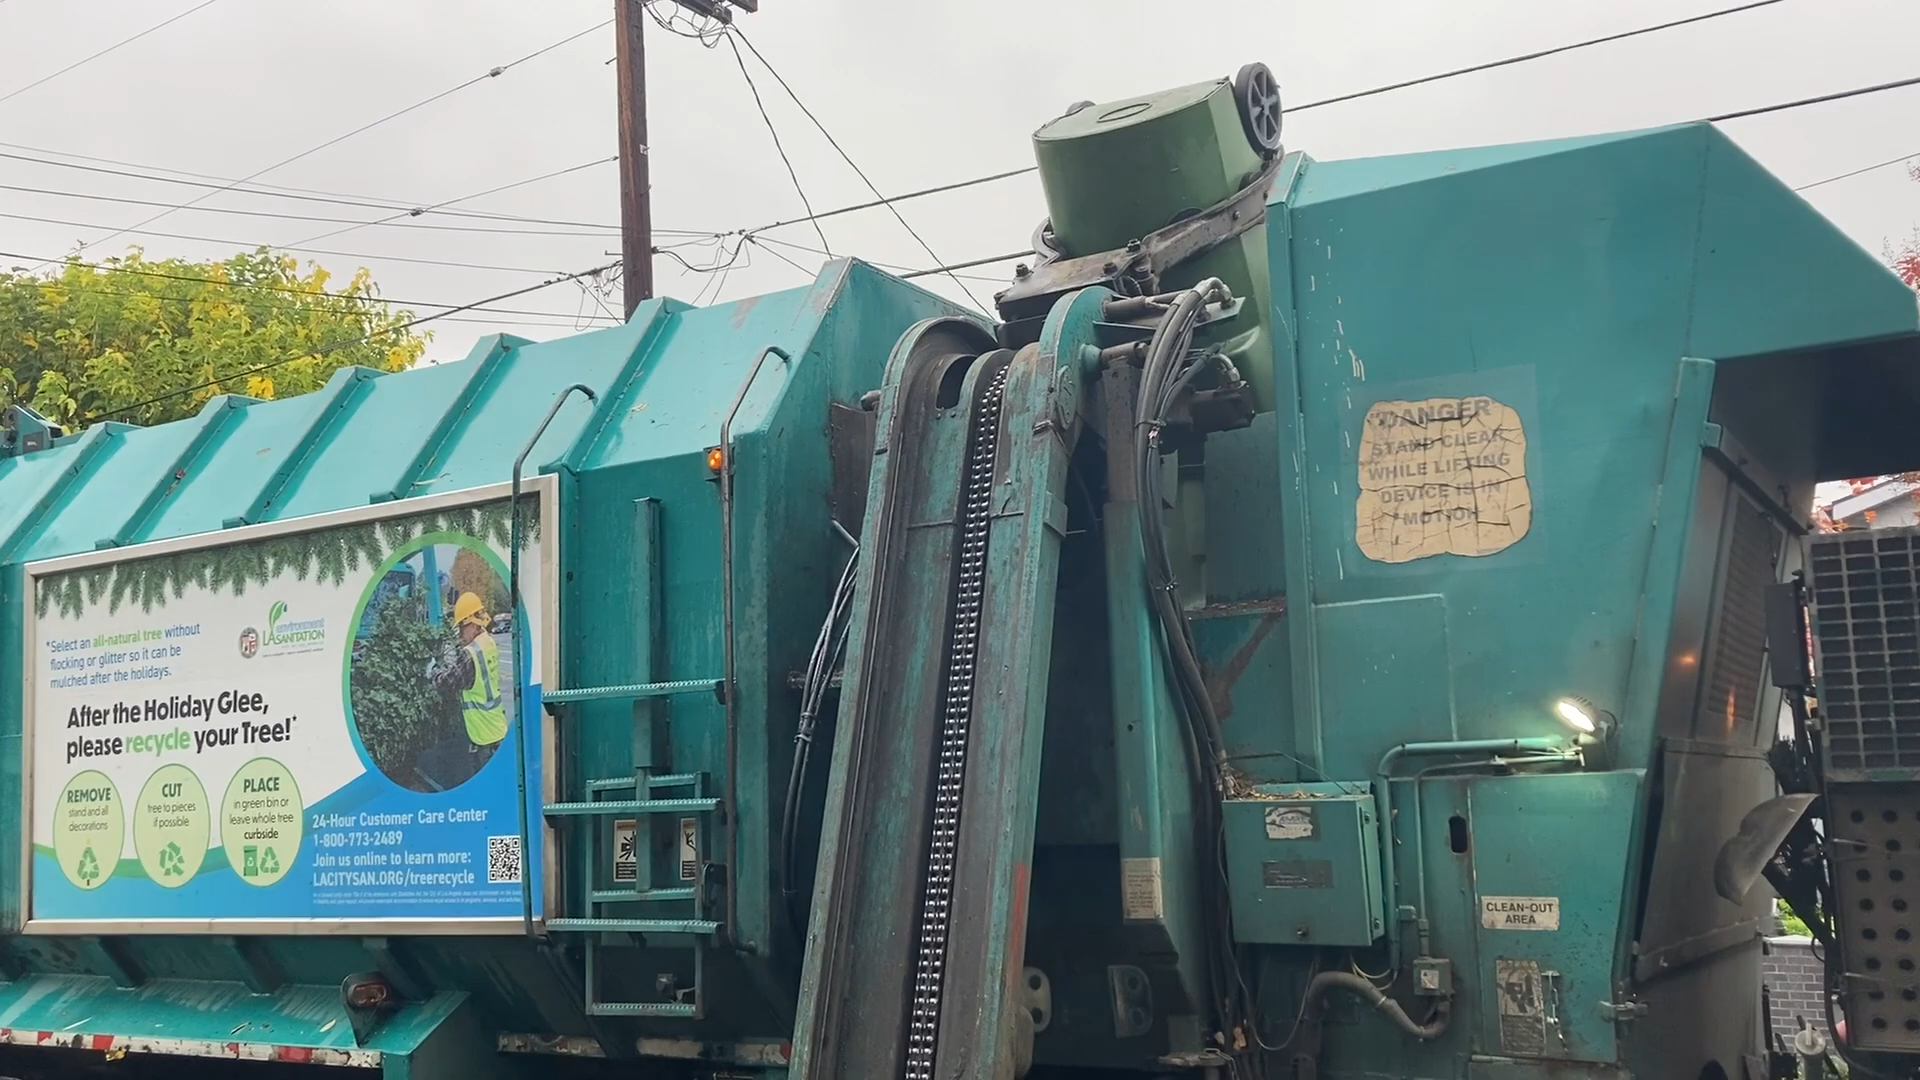 *Select an all-natural tree without
flocking or glitter so it can be
mulched after the holidays.
environment
LA SANITATION
After the Holiday Glee,
please recycle your Tree!*
REMOVE
stand and all
decorations
CUT
tree to pieces
if possible
PLACE
in green bin or
leave whole tree
curbside
24-Hour Customer Care Center
1-800-773-2489
Join us online to learn more:
LACITYSAN.ORG/treerecycle
DANGER
STAND CLEAR
WHILE LIFTING
DEVICE IS IN
MOTION
CLEAN-OUT
AREA